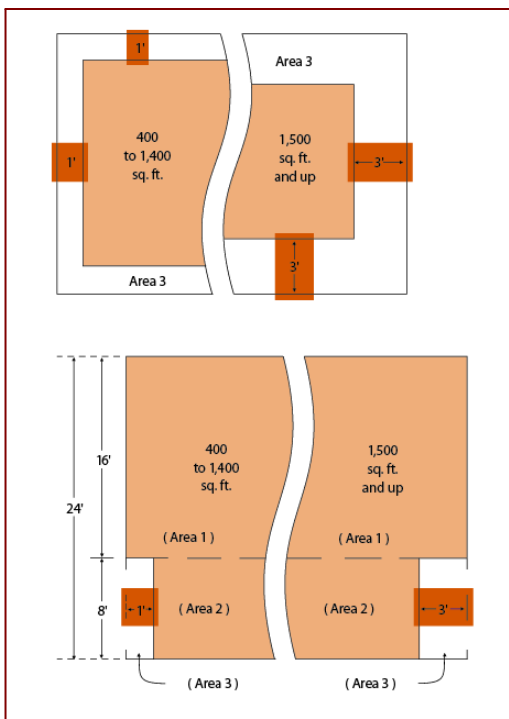 1'
Area 3
400
to 1,400
sq. ft.
1,500
sq. ft.
and up
1'
3'
Area 3
3'
400
to 1,400
sq. ft.
1,500
sq. ft.
and up
16'
24'
( Area 1 )
( Area 1 )
8'
1'
( Area 2 )
( Area 2 )
3'
( Area 3 )
( Area 3 )